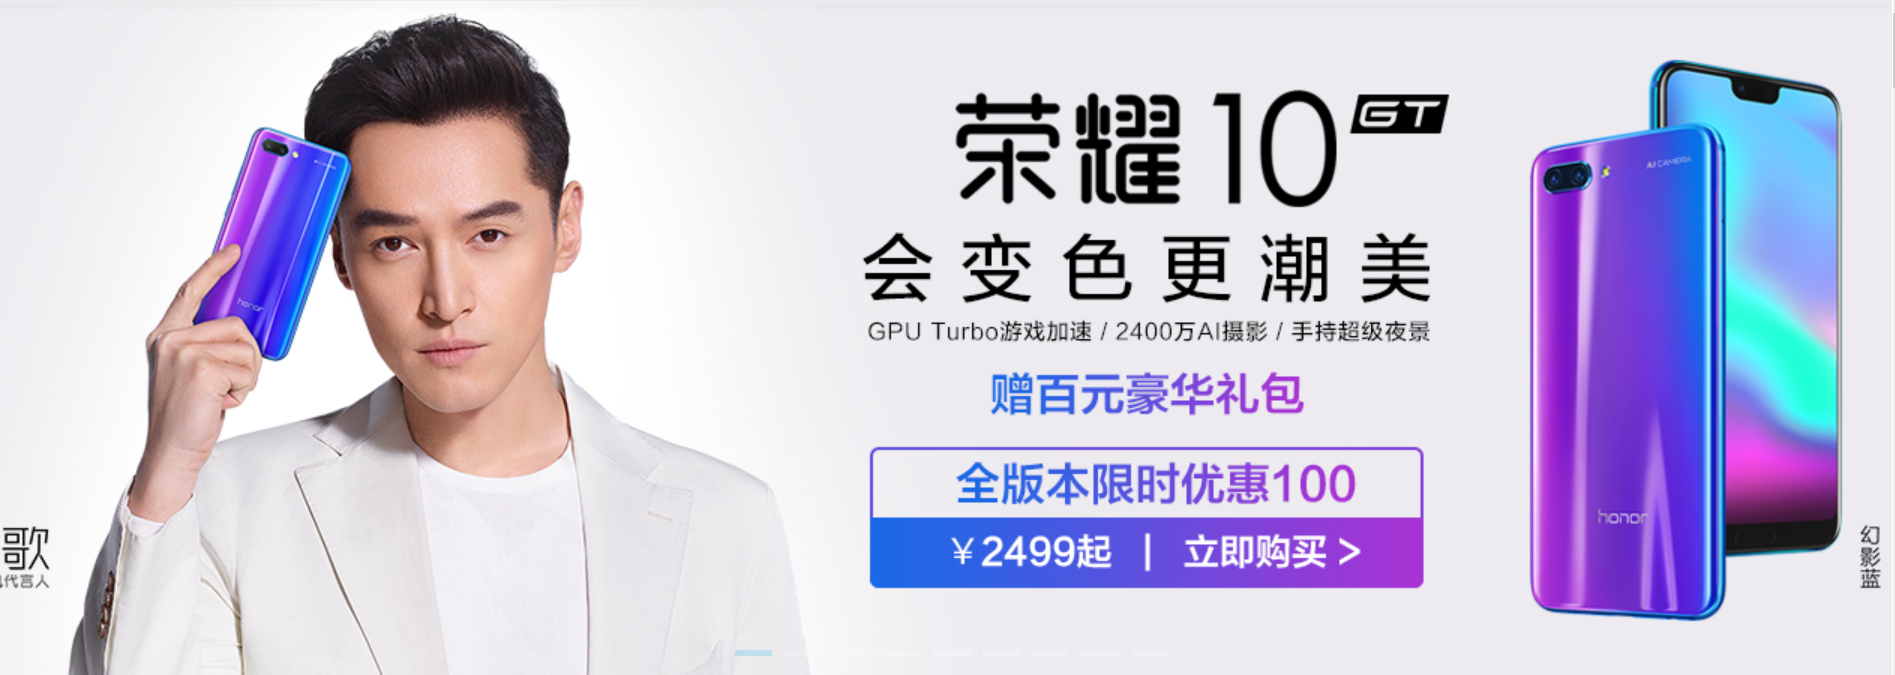 歌
代言人
honor
荣耀10 GT
会变色更潮美
GPU Turbo游戏加速 / 2400万AI摄影 / 手持超级夜景
赠百元豪华礼包
全版本限时优惠100
￥2499起 | 立即购买 >
AI CAMERA
honor
幻影蓝